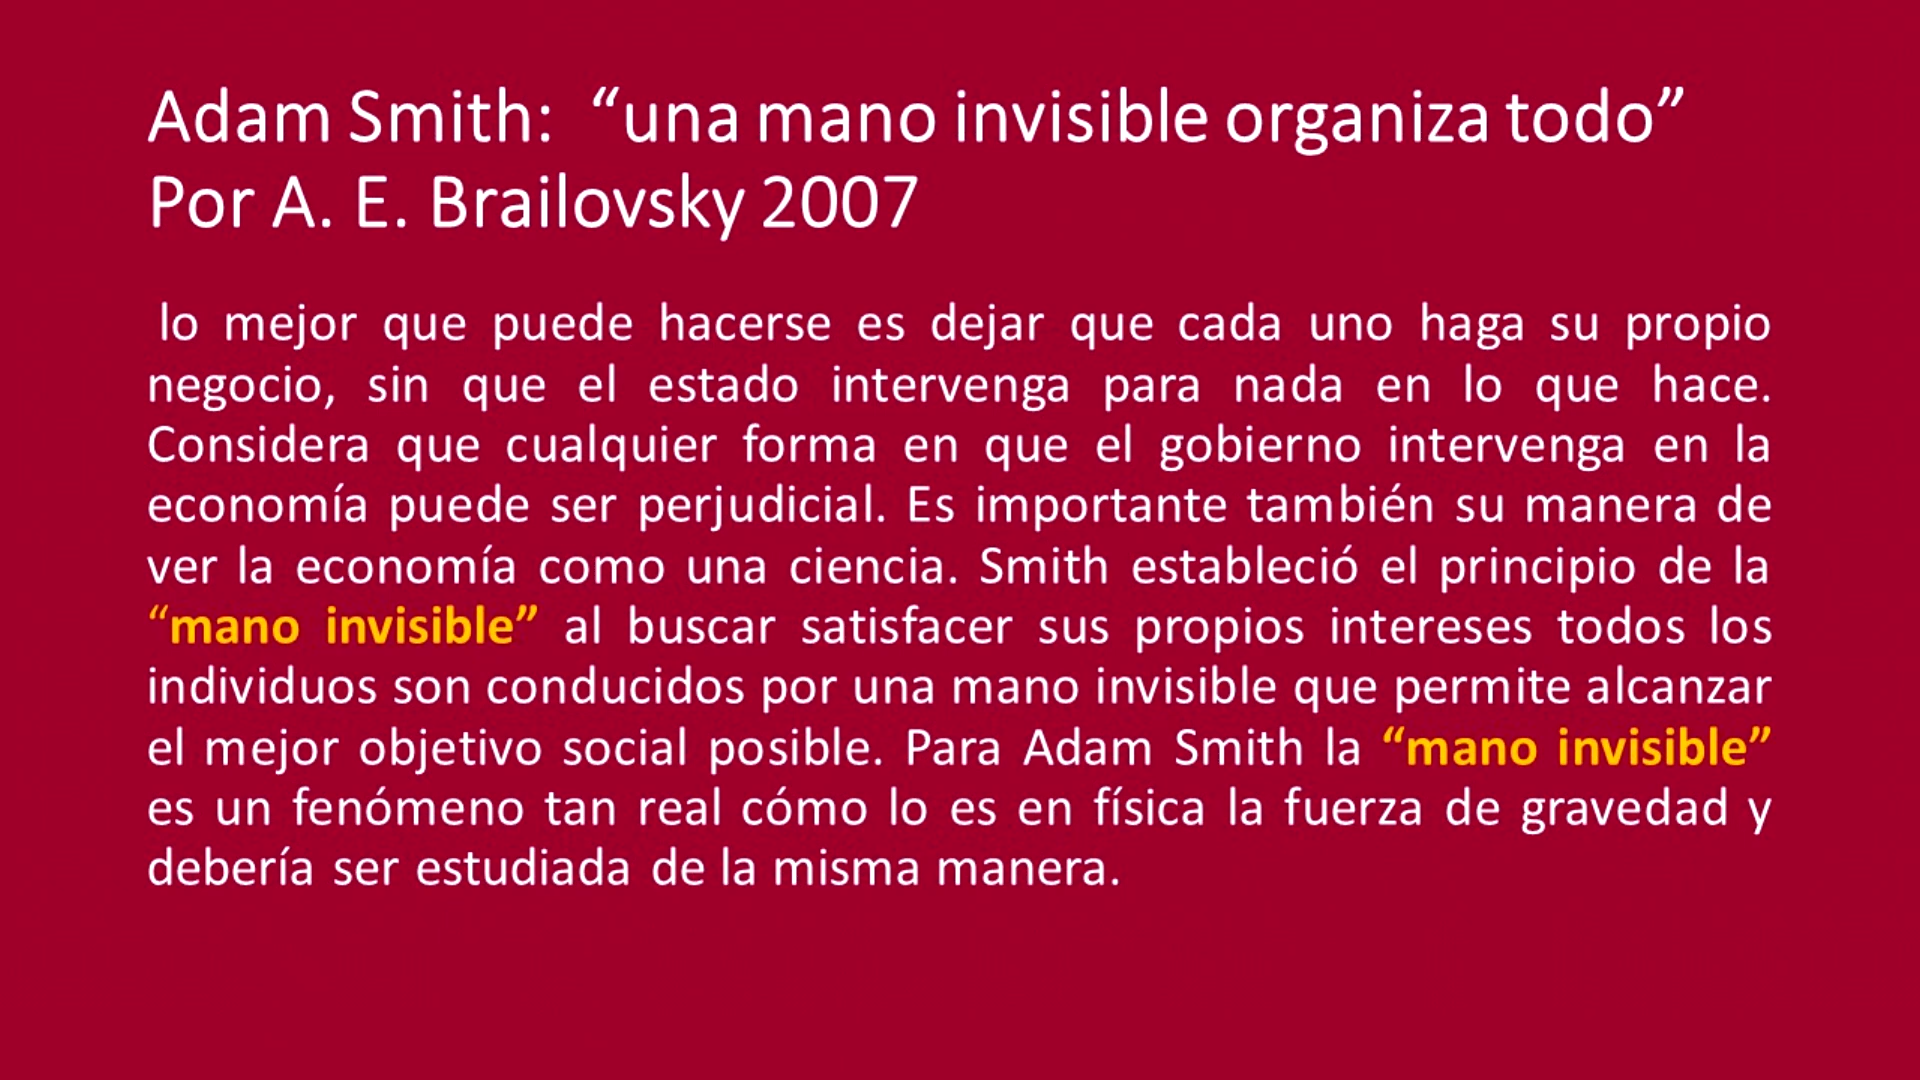 Adam Smith: “una mano invisible organiza todo”
Por A. E. Brailovsky 2007
lo mejor que puede hacerse es dejar que cada uno haga su propio
negocio, sin que el estado intervenga para nada en lo que hace.
Considera que cualquier forma en que el gobierno intervenga en la
economía puede ser perjudicial. Es importante también su manera de
ver la economía como una ciencia. Smith estableció el principio de la
“mano invisible” al buscar satisfacer sus propios intereses todos los
individuos son conducidos por una mano invisible que permite alcanzar
el mejor objetivo social posible. Para Adam Smith la “mano invisible”
es un fenómeno tan real cómo lo es en física la fuerza de gravedad y
debería ser estudiada de la misma manera.